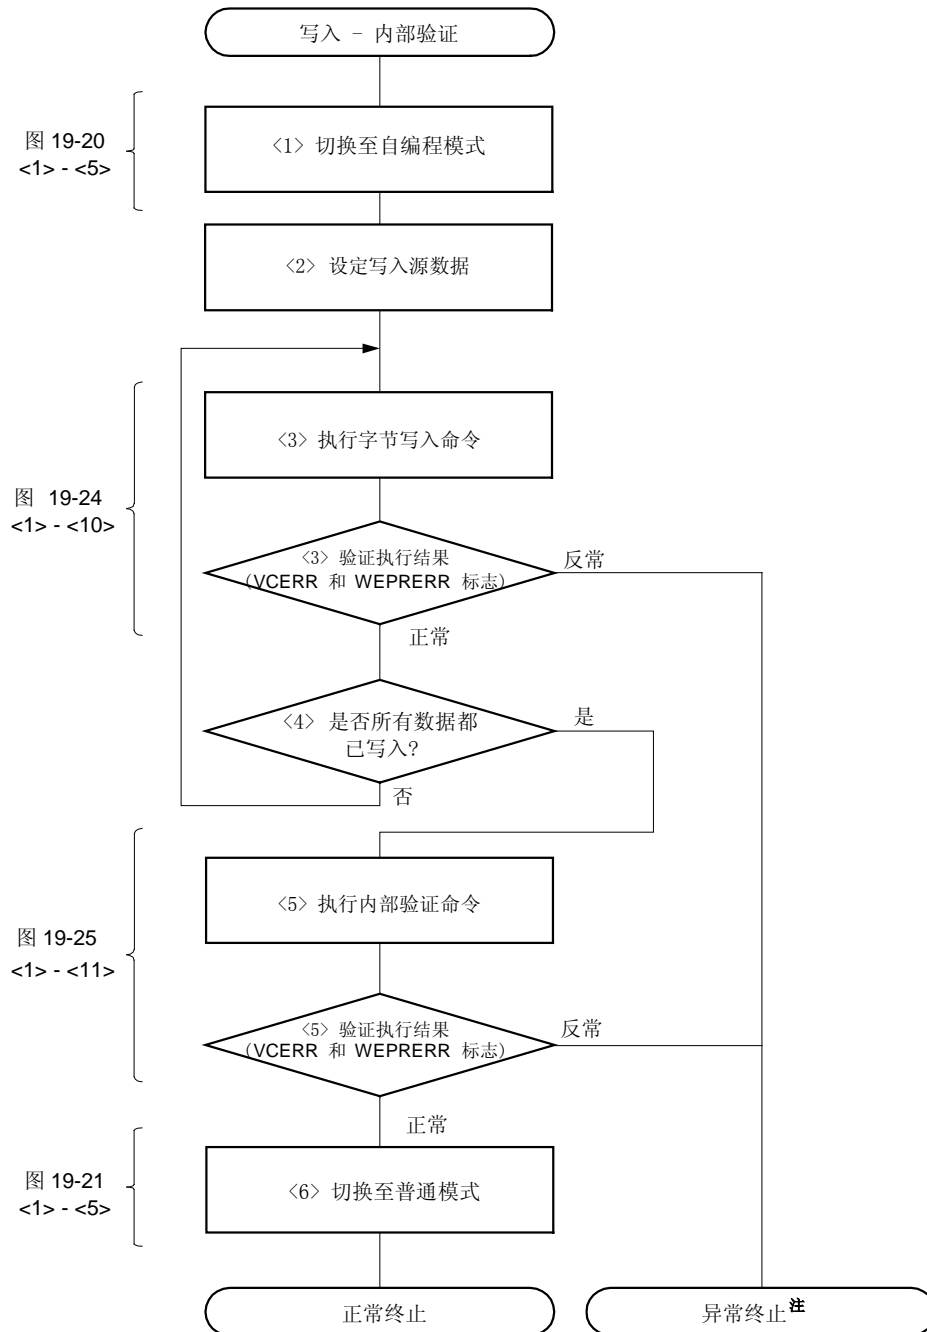 写入 - 内部验证
图 19-20
<1> - <5>
<1> 切换至自编程模式
<2> 设定写入源数据
图 19-24
<1> - <10>
<3> 执行字节写入命令
<3> 验证执行结果
(VCERR 和 WEPRERR 标志)
反常
正常
<4> 是否所有数据都
已写入?
是
否
图 19-25
<1> - <11>
<5> 执行内部验证命令
<5> 验证执行结果
(VCERR 和 WEPRERR 标志)
反常
正常
图 19-21
<1> - <5>
<6> 切换至普通模式
正常终止
异常终止注